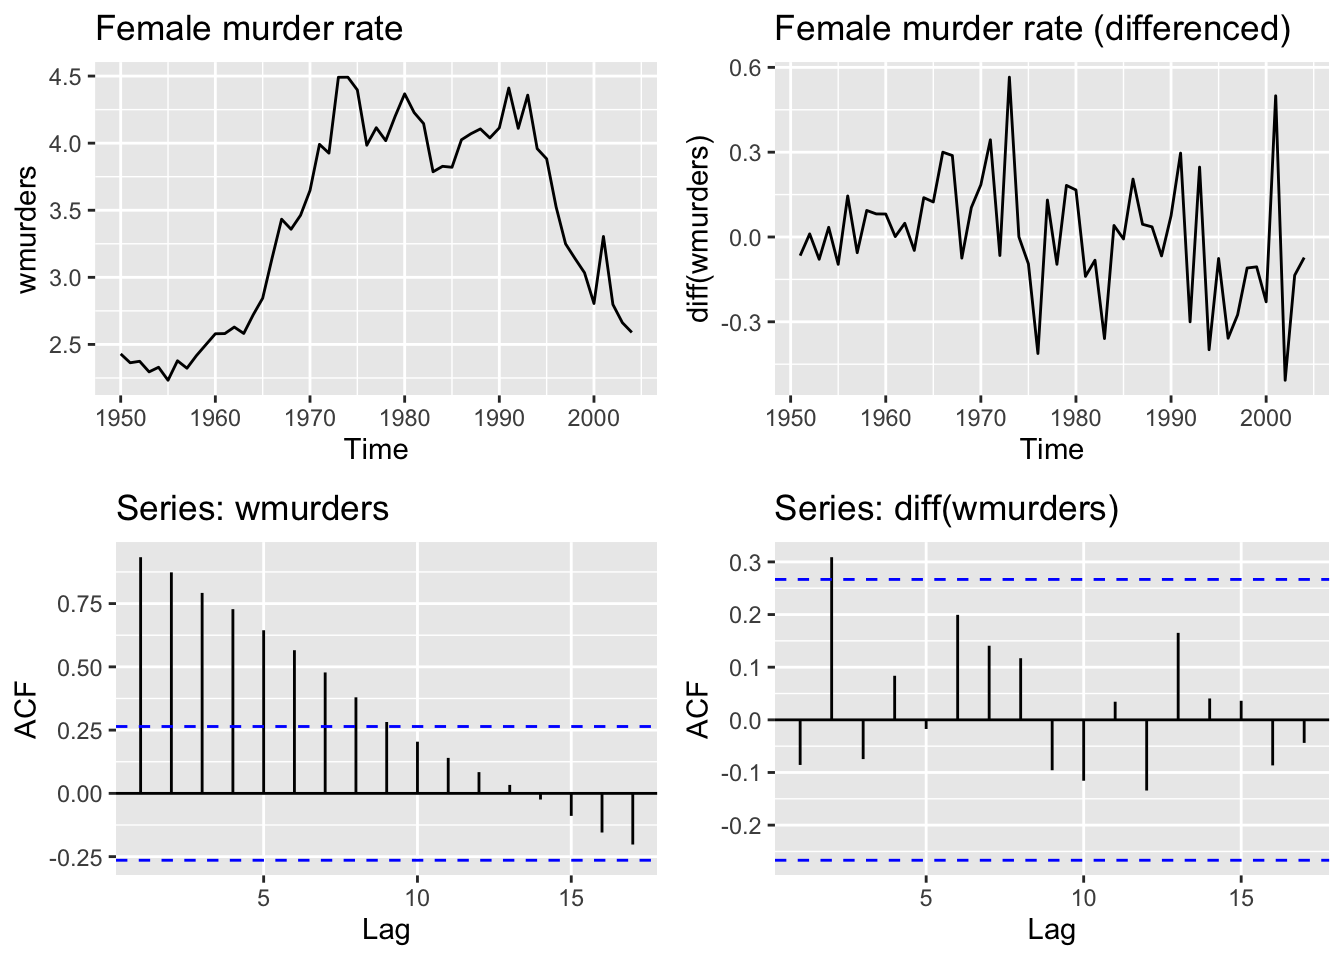 Female murder rate
wmurders
4.5
4.0
3.5
3.0
2.5
1950 1960 1970 1980 1990 2000
Time
Female murder rate (differenced)
diff(wmurders)
0.6
0.3
0.0
-0.3
1950 1960 1970 1980 1990 2000
Time
Series: wmurders
ACF
0.75
0.50
0.25
0.00
-0.25
5 10 15
Lag
Series: diff(wmurders)
ACF
0.3
0.2
0.1
0.0
-0.1
-0.2
5 10 15
Lag